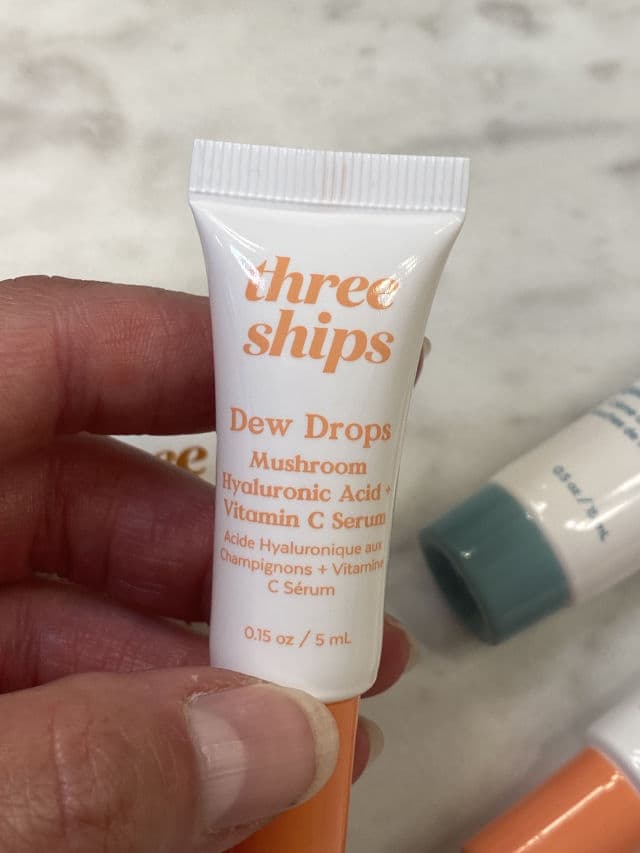 three
ships
Dew Drops
Mushroom
Hyaluronic Acid +
Vitamin C Serum
Acide Hyaluronique aux
Champignons + Vitamine
C Sérum
0.15 oz / 5 mL